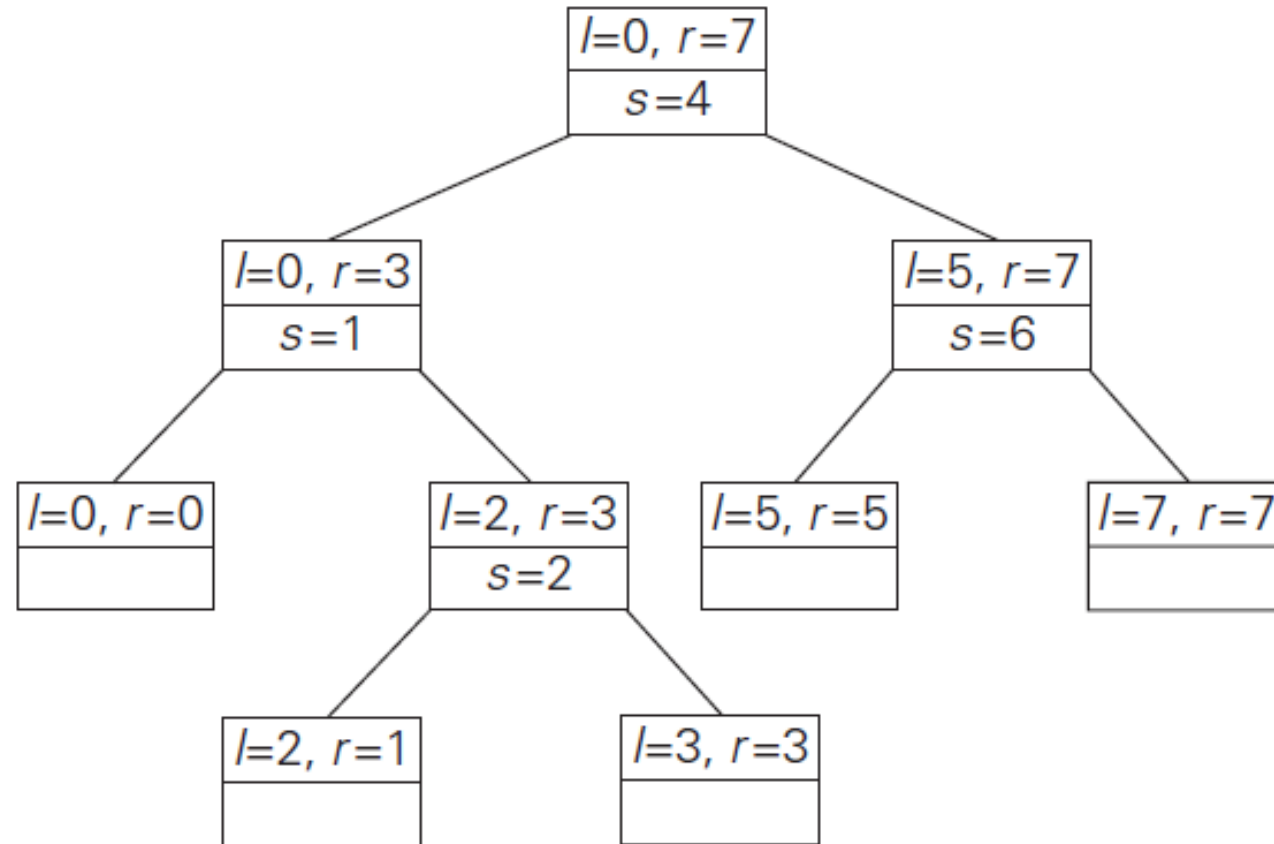 l=0, r=7
s=4
l=0, r=3
s=1
l=5, r=7
s=6
l=0, r=0
l=2, r=3
s=2
l=5, r=5
l=7, r=7
l=2, r=1
l=3, r=3